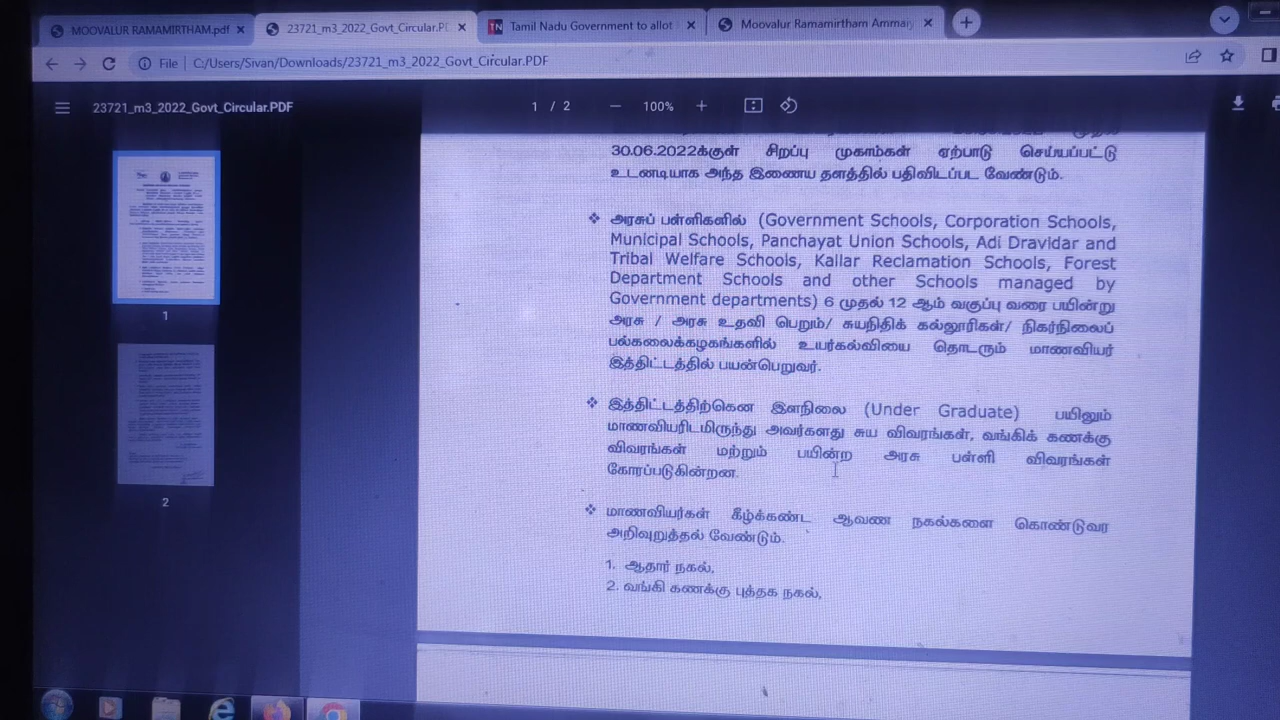 MOOVALUR RAMAMIRTHAM.pdf
23721_m3_2022_Govt_Circular.PD
TN Tamil Nadu Government to allot
Moovalur Ramamirtham Ammaiy
File | C:/Users/Sivan/Downloads/23721_m3_2022_Govt_Circular.PDF
23721_m3_2022_Govt_Circular.PDF
1 / 2
100%
30.06.2022க்குள் சிறப்பு முகாம்கள் ஏற்பாடு செய்யப்பட்டு
உடனடியாக அந்த இணைய தளத்தில் பதிவிடப்பட வேண்டும்.
அரசுப் பள்ளிகளில் (Government Schools, Corporation Schools,
Municipal Schools, Panchayat Union Schools, Adi Dravidar and
Tribal Welfare Schools, Kallar Reclamation Schools, Forest
Department Schools and other Schools managed by
Government departments) 6 முதல் 12 ஆம் வகுப்பு வரை பயின்று
அரசு / அரசு உதவி பெறும்/ சுயநிதிக் கல்லூரிகள்/ நிகர்நிலைப்
பல்கலைக்கழகங்களில் உயர்கல்வியை தொடரும் மாணவியர்
இத்திட்டத்தில் பயன்பெறுவர்.
இத்திட்டத்திற்கென இளநிலை (Under Graduate) பயிலும்
மாணவியரிடமிருந்து அவர்களது சுய விவரங்கள், வங்கிக் கணக்கு
விவரங்கள் மற்றும் பயின்ற அரசு பள்ளி விவரங்கள்
கோரப்படுகின்றன.
மாணவியர்கள் கீழ்க்கண்ட ஆவண நகல்களை கொண்டுவர
அறிவுறுத்தல் வேண்டும்.
1. ஆதார் நகல்,
2. வங்கி கணக்கு புத்தக நகல்,
1
2